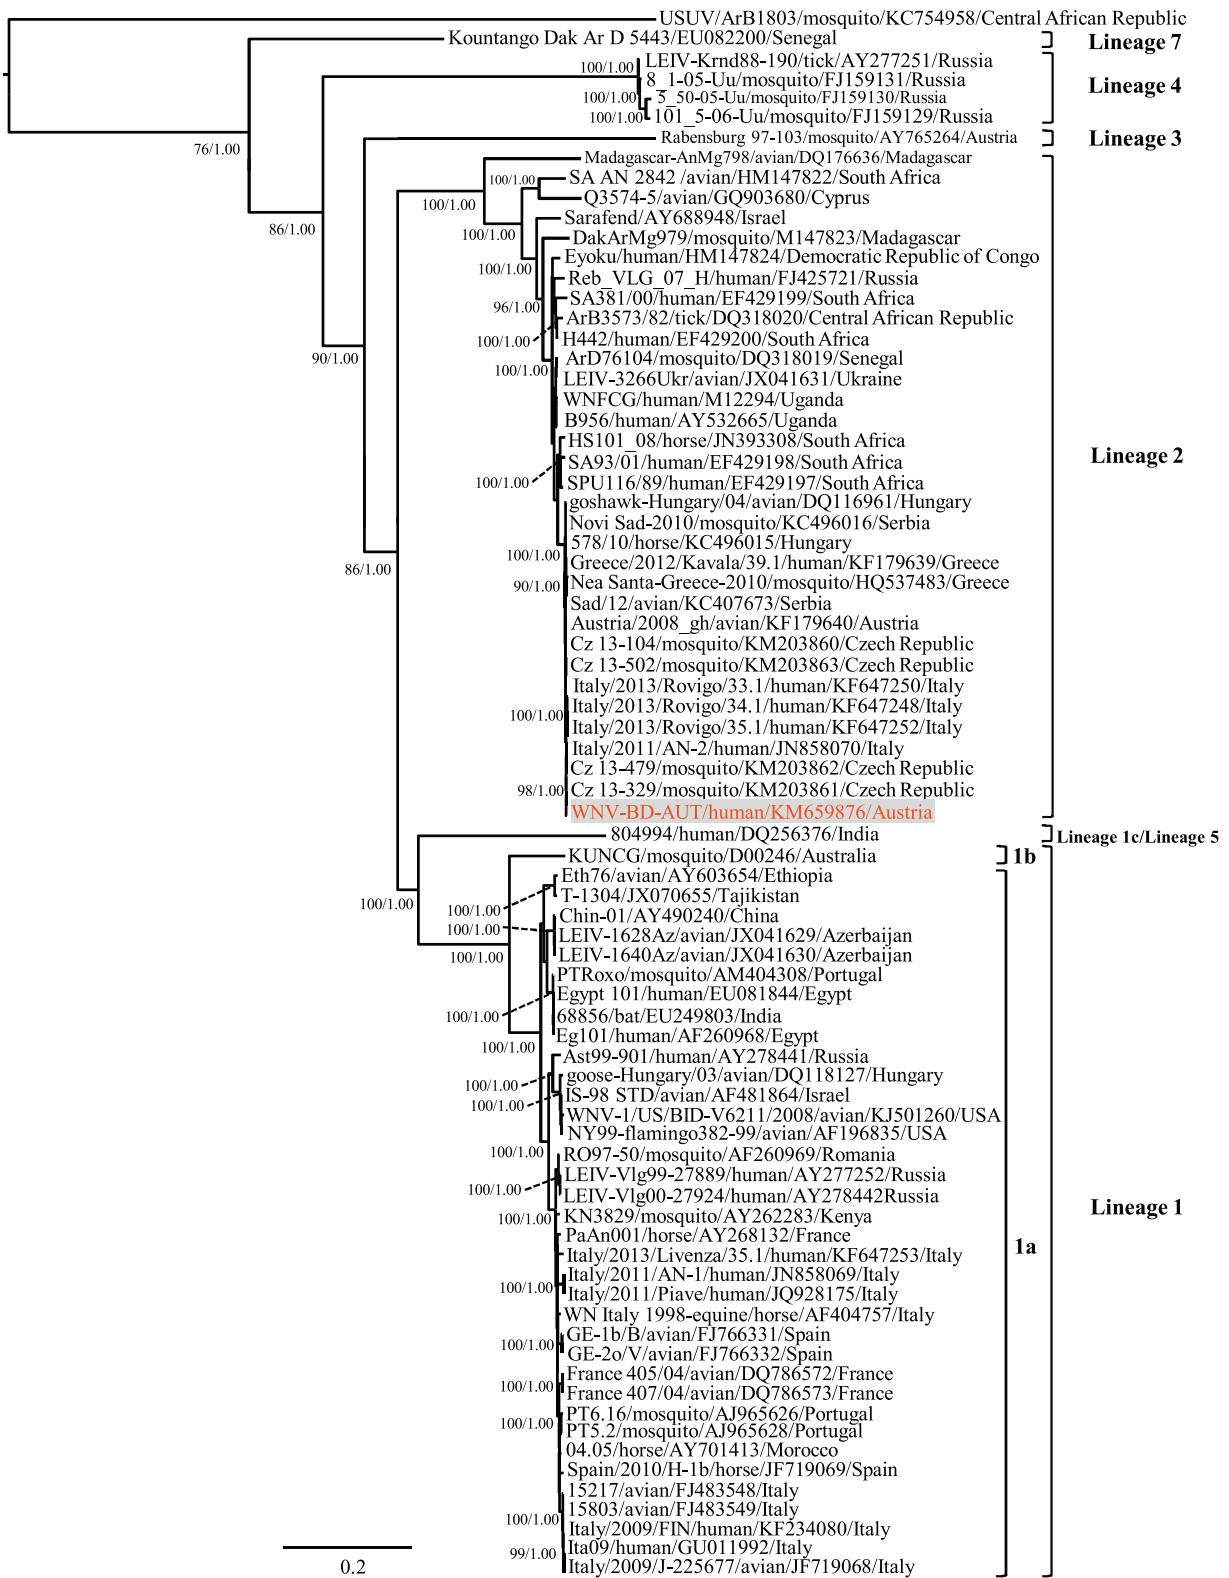 USUV/ArB1803/mosquito/KC754958/Central African Republic
Kountango Dak Ar D 5443/EU082200/Senegal
Lineage 7
LEIV-Krnd88-190/tick/AY277251/Russia
100/1.00
8_1-05-Uu/mosquito/FJ159131/Russia
Lineage 4
5_50-05-Uu/mosquito/FJ159130/Russia
100/1.00
101_5-06-Uu/mosquito/FJ159129/Russia
100/1.00
Rabensburg 97-103/mosquito/AY765264/Austria
Lineage 3
76/1.00
Madagascar-AnMg798/avian/DQ176636/Madagascar
SA AN 2842 /avian/HM147822/South Africa
100/1.00
Q3574-5/avian/GQ903680/Cyprus
100/1.00
Sarafend/AY688948/Israel
86/1.00
100/1.00
DakArMg979/mosquito/M147823/Madagascar
Eyoku/human/HM147824/Democratic Republic of Congo
100/1.00
Reb_VLG_07_H/human/FJ425721/Russia
SA381/00/human/EF429199/South Africa
96/1.00
ArB3573/82/tick/DQ318020/Central African Republic
H442/human/EF429200/South Africa
100/1.00
ArD76104/mosquito/DQ318019/Senegal
90/1.00
100/1.00
LEIV-3266Ukr/avian/JX041631/Ukraine
WNFCG/human/M12294/Uganda
B956/human/AY532665/Uganda
HS101_08/horse/JN393308/South Africa
Lineage 2
SA93/01/human/EF429198/South Africa
SPU116/89/human/EF429197/South Africa
100/1.00
goshawk-Hungary/04/avian/DQ116961/Hungary
Novi Sad-2010/mosquito/KC496016/Serbia
578/10/horse/KC496015/Hungary
100/1.00
Greece/2012/Kavala/39.1/human/KF179639/Greece
86/1.00
Nea Santa-Greece-2010/mosquito/HQ537483/Greece
90/1.00
Sad/12/avian/KC407673/Serbia
Austria/2008_gh/avian/KF179640/Austria
Cz 13-104/mosquito/KM203860/Czech Republic
Cz 13-502/mosquito/KM203863/Czech Republic
Italy/2013/Rovigo/33.1/human/KF647250/Italy
Italy/2013/Rovigo/34.1/human/KF647248/Italy
100/1.00
Italy/2013/Rovigo/35.1/human/KF647252/Italy
Italy/2011/AN-2/human/JN858070/Italy
Cz 13-479/mosquito/KM203862/Czech Republic
98/1.00
Cz 13-329/mosquito/KM203861/Czech Republic
WNV-BD-AUT/human/KM659876/Austria
804994/human/DQ256376/India
Lineage 1c/Lineage 5
KUNCG/mosquito/D00246/Australia
1b
Eth76/avian/AY603654/Ethiopia
T-1304/JX070655/Tajikistan
100/1.00
100/1.00
Chin-01/AY490240/China
100/1.00
LEIV-1628Az/avian/JX041629/Azerbaijan
100/1.00
LEIV-1640Az/avian/JX041630/Azerbaijan
PTRoxo/mosquito/AM404308/Portugal
Egypt 101/human/EU081844/Egypt
100/1.00
68856/bat/EU249803/India
Eg101/human/AF260968/Egypt
100/1.00
Ast99-901/human/AY278441/Russia
goose-Hungary/03/avian/DQ118127/Hungary
100/1.00
IS-98 STD/avian/AF481864/Israel
100/1.00
WNV-1/US/BID-V6211/2008/avian/KJ501260/USA
NY99-flamingo382-99/avian/AF196835/USA
100/1.00
RO97-50/mosquito/AF260969/Romania
LEIV-Vlg99-27889/human/AY277252/Russia
100/1.00
LEIV-Vlg00-27924/human/AY278442Russia
Lineage 1
KN3829/mosquito/AY262283/Kenya
100/1.00
PaAn001/horse/AY268132/France
1a
Italy/2013/Livenza/35.1/human/KF647253/Italy
Italy/2011/AN-1/human/JN858069/Italy
100/1.00
Italy/2011/Piave/human/JQ928175/Italy
WN Italy 1998-equine/horse/AF404757/Italy
GE-1b/B/avian/FJ766331/Spain
100/1.00
GE-2o/V/avian/FJ766332/Spain
France 405/04/avian/DQ786572/France
100/1.00
France 407/04/avian/DQ786573/France
PT6.16/mosquito/AJ965626/Portugal
100/1.00
PT5.2/mosquito/AJ965628/Portugal
04.05/horse/AY701413/Morocco
Spain/2010/H-1b/horse/JF719069/Spain
15217/avian/FJ483548/Italy
15803/avian/FJ483549/Italy
100/1.00
Italy/2009/FIN/human/KF234080/Italy
Ita09/human/GU011992/Italy
99/1.00
Italy/2009/J-225677/avian/JF719068/Italy
0.2